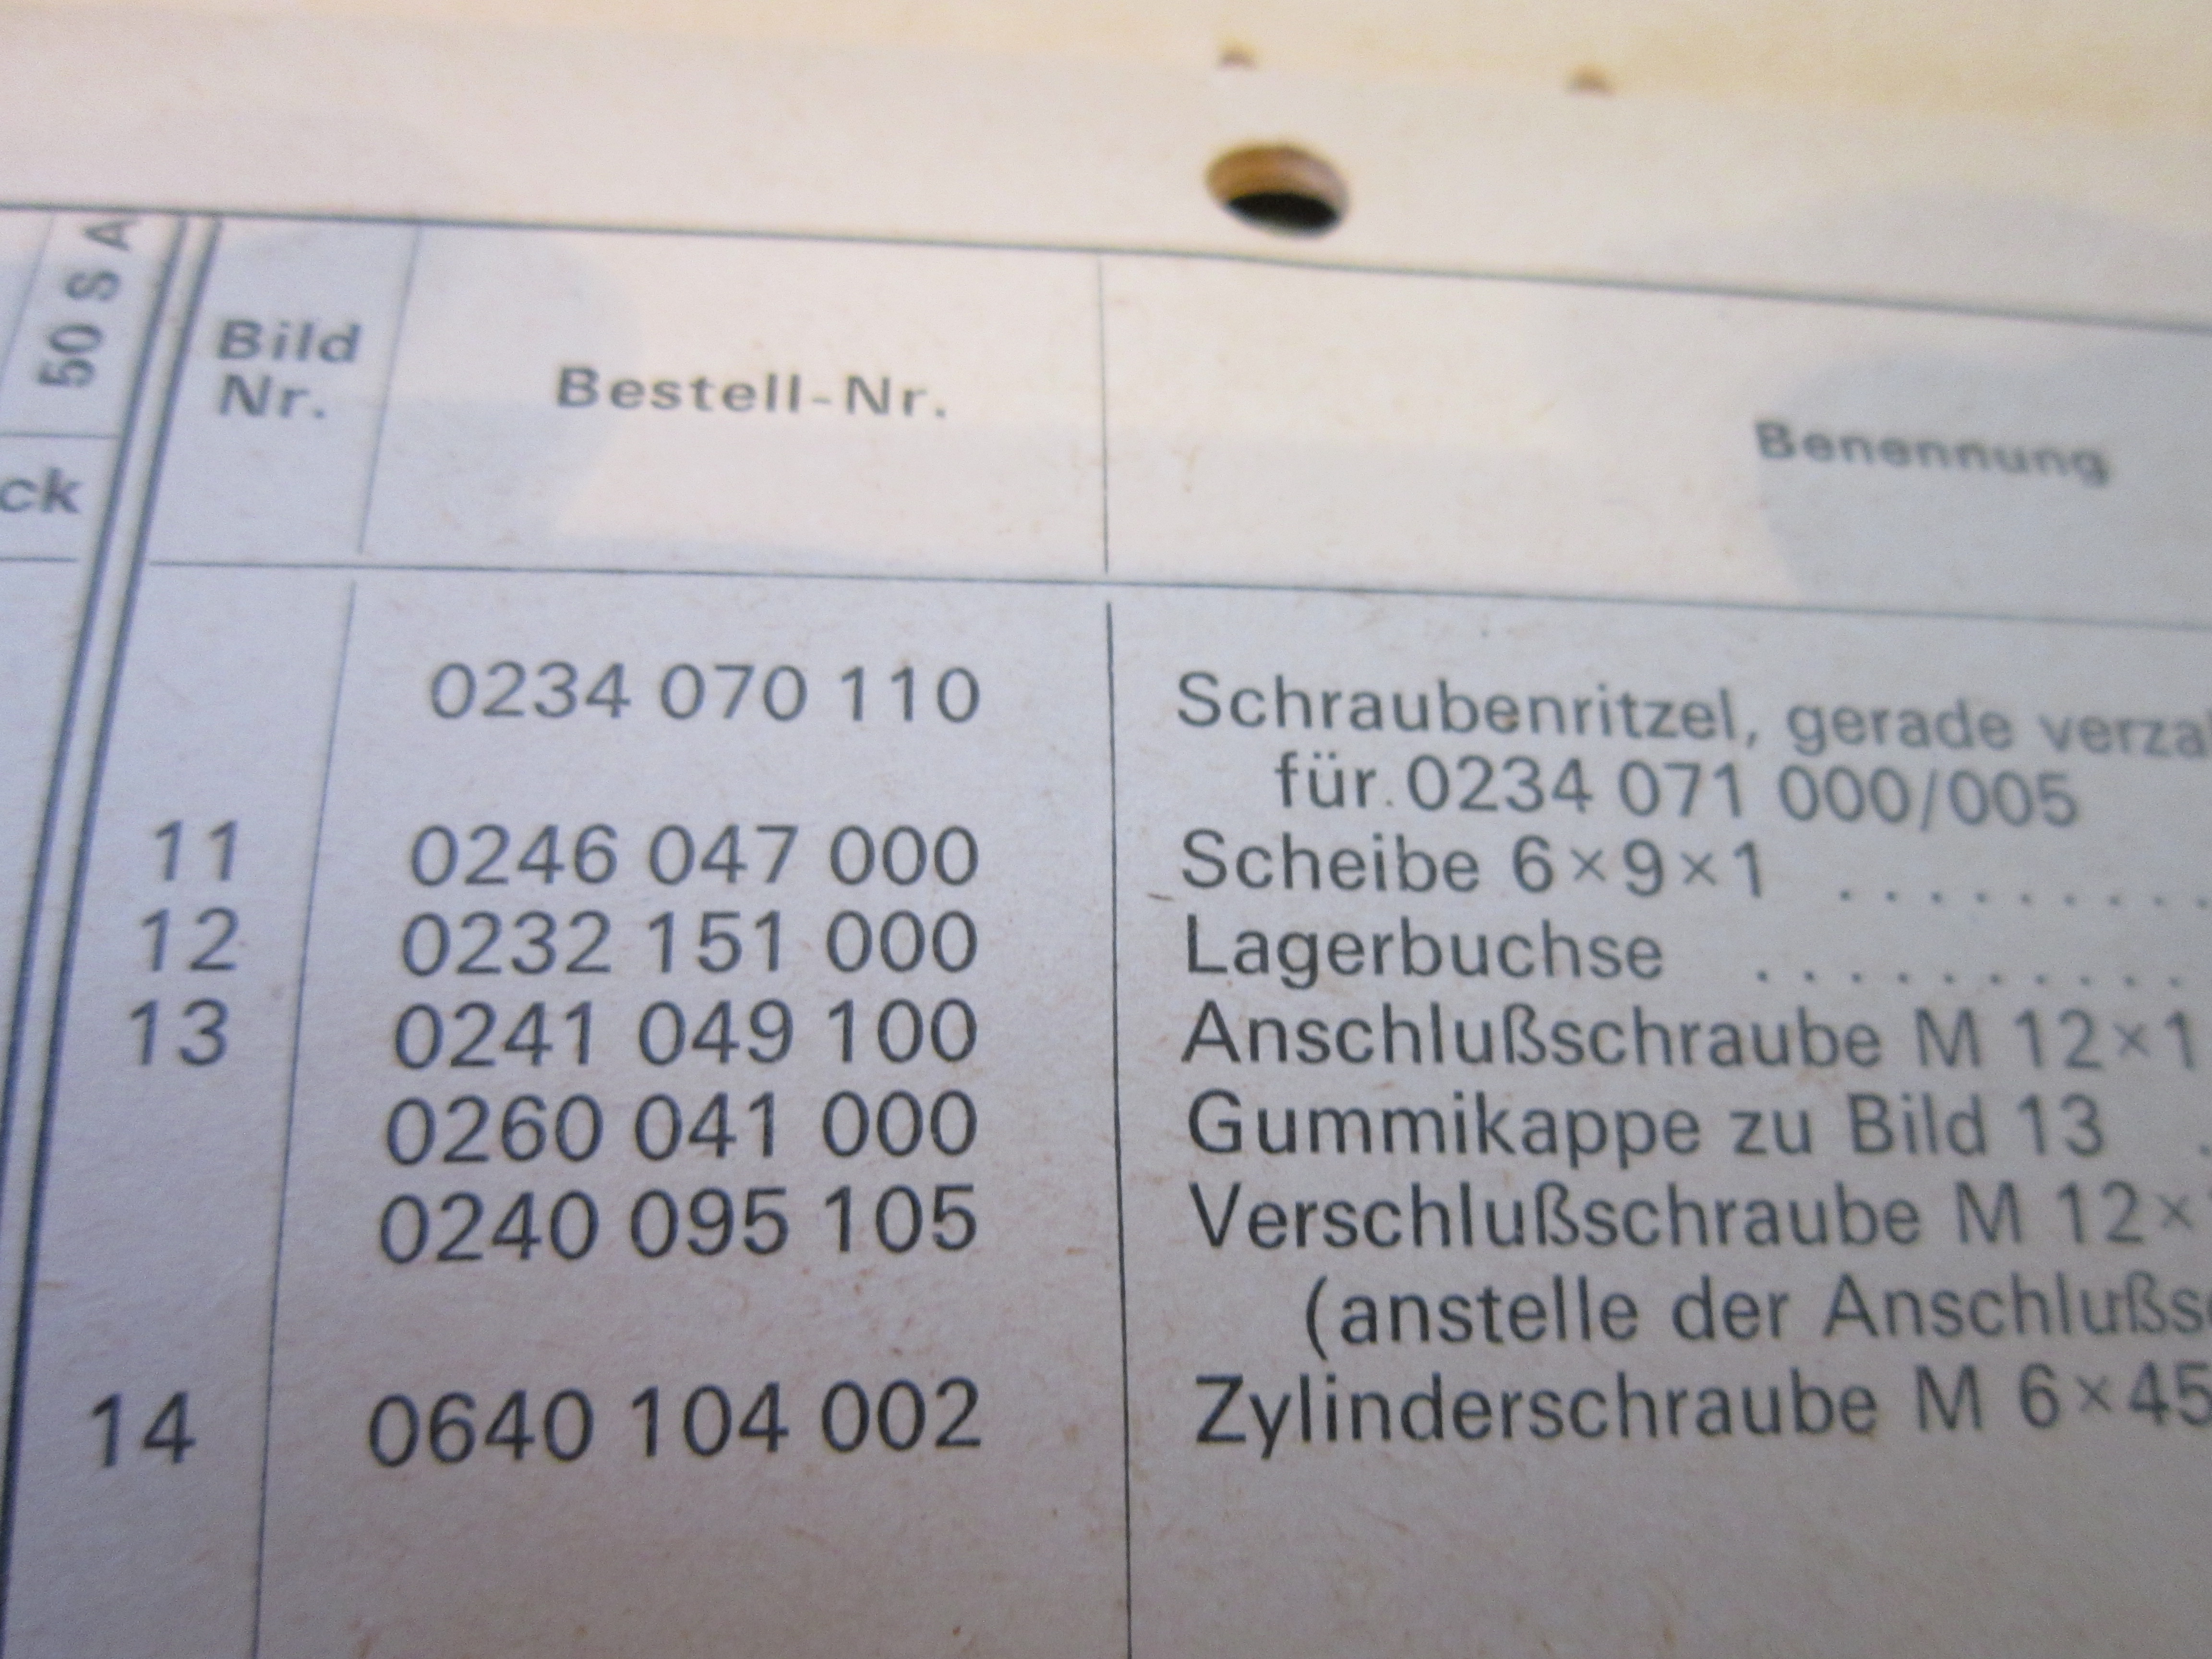 50 S A
Bild
Nr.
Bestell-Nr.
Benennung
ck
0234 070 110 Schraubenritzel, gerade verza
für 0234 071 000/005
11 0246 047 000 Scheibe 6×9×1 . . . . . . . . .
12 0232 151 000 Lagerbuchse . . . . . . . . . .
13 0241 049 100 Anschlußschraube M 12×1
0260 041 000 Gummikappe zu Bild 13 .
0240 095 105 Verschlußschraube M 12×
(anstelle der Anschlußs
14 0640 104 002 Zylinderschraube M 6×45